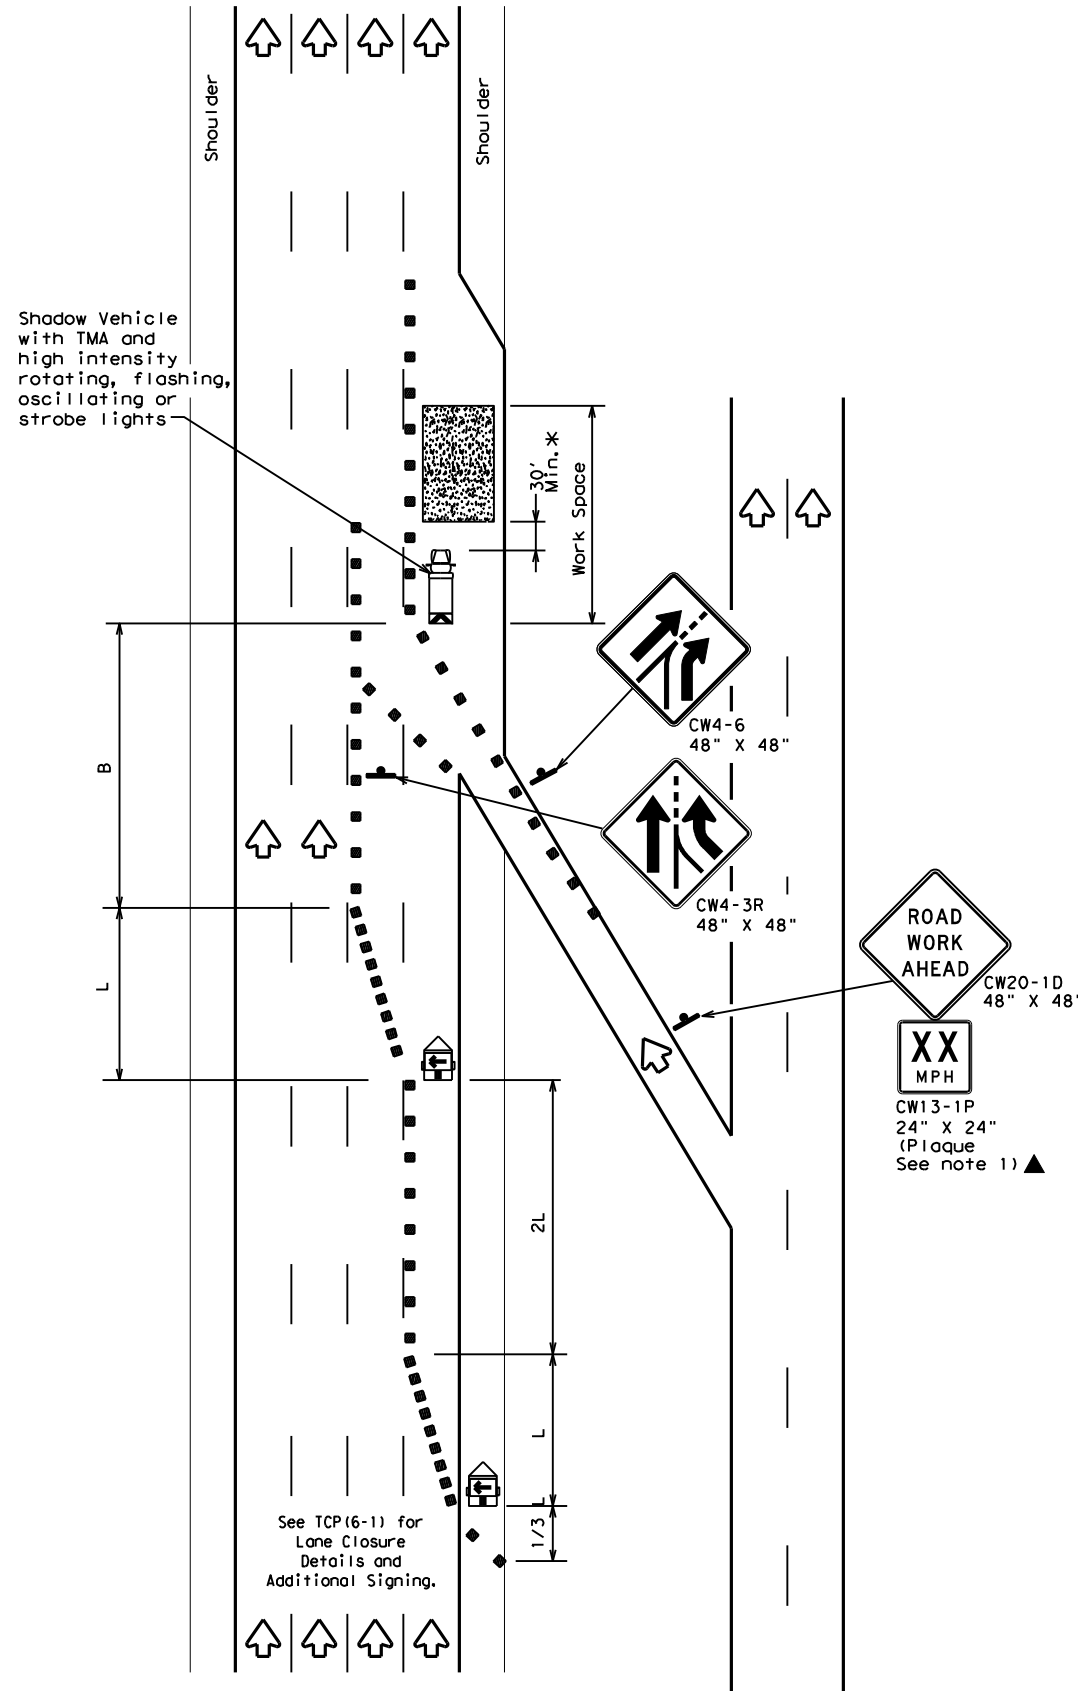 Shoulder
Shoulder
Shadow Vehicle
with TMA and
high intensity
rotating, flashing,
oscillating or
strobe lights
30'
Min.*
Work Space
CW4-6
48" X 48"
B
CW4-3R
48" X 48"
L
ROAD
WORK
AHEAD
CW20-1D
48" X 48"
XX
MPH
CW13-1P
24" X 24"
(Plaque
See note 1) ▲
2L
L
1/3 L
See TCP(6-1) for
Lane Closure
Details and
Additional Signing.